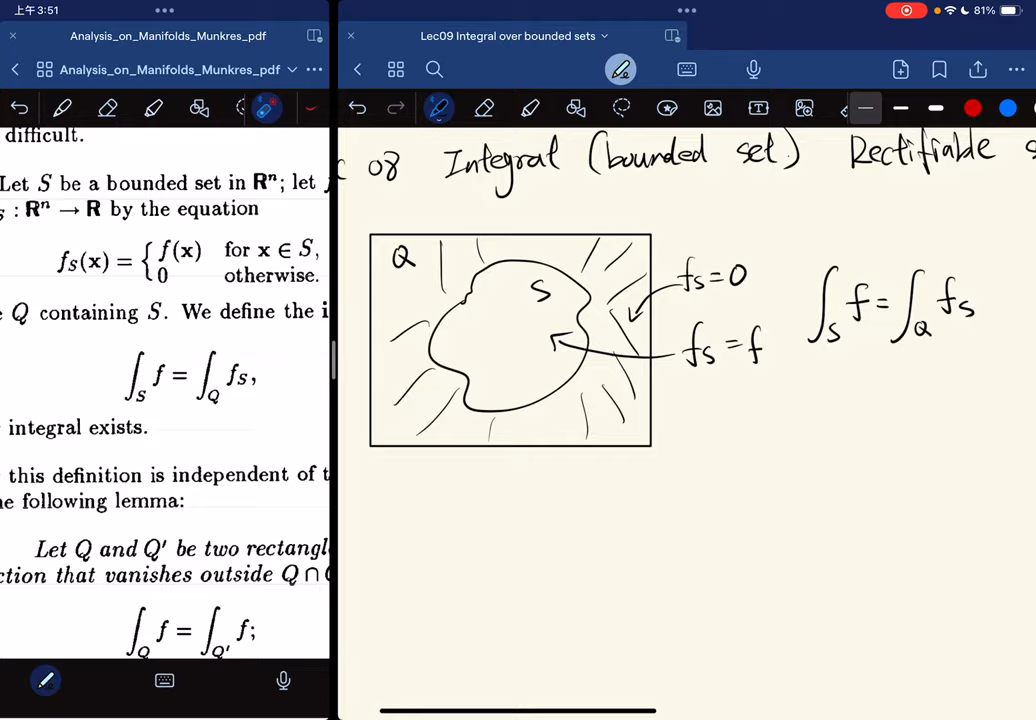 上午3:51
81%
Analysis_on_Manifolds_Munkres_pdf
Lec09 Integral over bounded sets
Analysis_on_Manifolds_Munkres_pdf
difficult.
Let S be a bounded set in Rⁿ; let
: Rⁿ → R by the equation
f_S(x) = { f(x) for x ∈ S,
0 otherwise.
Q containing S. We define the i
∫_S f = ∫_Q f_S,
integral exists.
this definition is independent of t
following lemma:
Let Q and Q′ be two rectangl
ction that vanishes outside Q ∩
∫_Q f = ∫_Q′ f;
08 Integral (bounded set) Rectifiable s
Q
S
f_S = 0
f_S = f
∫_S f = ∫_Q f_S